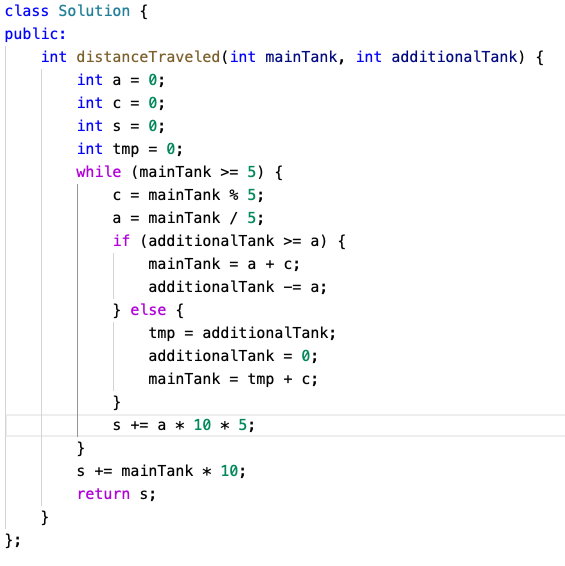 class Solution {
public:
    int distanceTraveled(int mainTank, int additionalTank) {
        int a = 0;
        int c = 0;
        int s = 0;
        int tmp = 0;
        while (mainTank >= 5) {
            c = mainTank % 5;
            a = mainTank / 5;
            if (additionalTank >= a) {
                mainTank = a + c;
                additionalTank -= a;
            } else {
                tmp = additionalTank;
                additionalTank = 0;
                mainTank = tmp + c;
            }
            s += a * 10 * 5;
        }
        s += mainTank * 10;
        return s;
    }
};